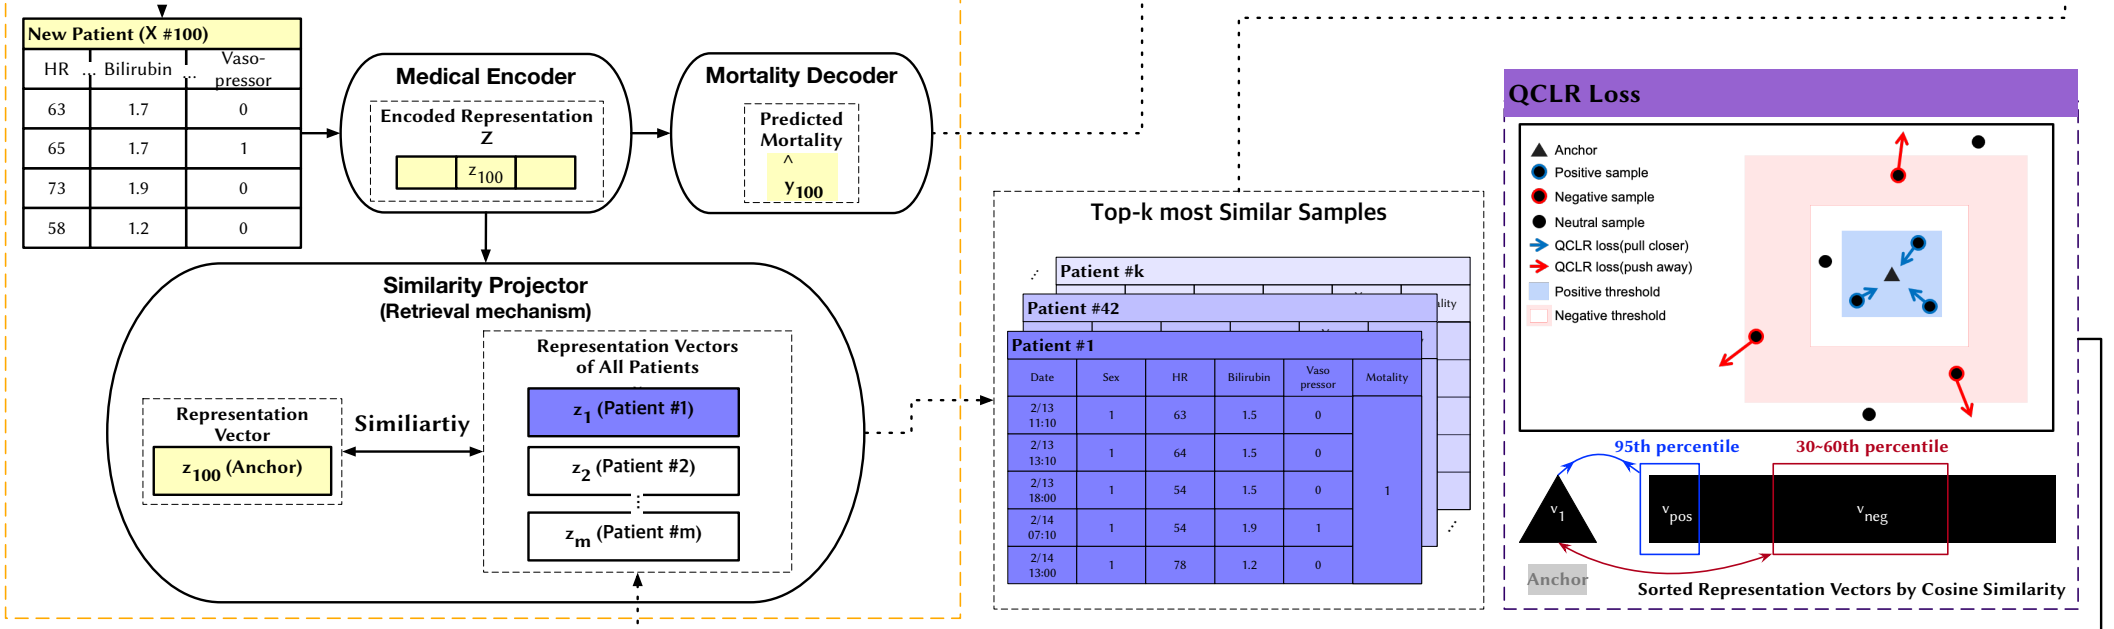 New Patient (X #100)
HR ... Bilirubin ... Vaso-
pressor
63 1.7 0
65 1.7 1
73 1.9 0
58 1.2 0
Medical Encoder
Encoded Representation
Z
z100
Mortality Decoder
Predicted
Mortality
^
y100
Similarity Projector
(Retrieval mechanism)
Representation Vectors
of All Patients
z1 (Patient #1)
z2 (Patient #2)
⋮
zm (Patient #m)
Representation
Vector
z100 (Anchor)
Similiartiy
Top-k most Similar Samples
Patient #k
ality
Patient #42
Patient #1
Date Sex HR Bilirubin Vaso
pressor Motality
2/13
11:10 1 63 1.5 0
2/13
13:10 1 64 1.5 0
2/13
18:00 1 54 1.5 0
1
2/14
07:10 1 54 1.9 1
2/14
13:00 1 78 1.2 0
QCLR Loss
Anchor
Positive sample
Negative sample
Neutral sample
QCLR loss(pull closer)
QCLR loss(push away)
Positive threshold
Negative threshold
95th percentile 30~60th percentile
v1 vpos vneg
Anchor
Sorted Representation Vectors by Cosine Similarity